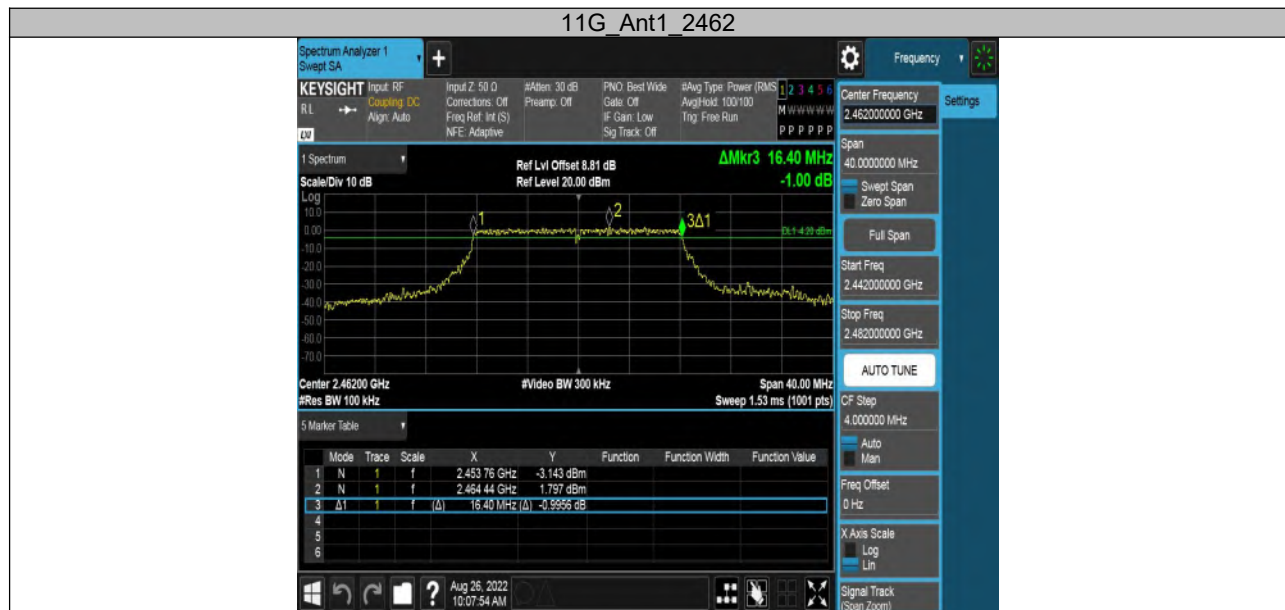 11G_Ant1_2462
Spectrum Analyzer 1
Swept SA
+
Frequency
KEYSIGHT
RL
LXI
Input: RF
Coupling: DC
Align: Auto
Input Z: 50 Ω
Corrections: Off
Freq Ref: Int (S)
NFE: Adaptive
#Atten: 30 dB
Preamp: Off
PNO: Best Wide
Gate: Off
IF Gain: Low
Sig Track: Off
#Avg Type: Power (RMS
Avg|Hold: 100/100
Trig: Free Run
1 2 3 4 5 6
M W W W W W
P P P P P P
1 Spectrum
Scale/Div 10 dB
Log
Ref Lvl Offset 8.81 dB
Ref Level 20.00 dBm
ΔMkr3 16.40 MHz
-1.00 dB
10.0
0.00
-10.0
-20.0
-30.0
-40.0
-50.0
-60.0
-70.0
1
2
3Δ1
DL1 -4.20 dBm
Center 2.46200 GHz
#Res BW 100 kHz
#Video BW 300 kHz
Span 40.00 MHz
Sweep 1.53 ms (1001 pts)
5 Marker Table
Mode Trace Scale X Y Function Function Width Function Value
1 N 1 f 2.453 76 GHz -3.143 dBm
2 N 1 f 2.464 44 GHz 1.797 dBm
3 Δ1 1 f (Δ) 16.40 MHz (Δ) -0.9956 dB
4
5
6
Aug 26, 2022
10:07:54 AM
?
Center Frequency
2.462000000 GHz
Settings
Span
40.0000000 MHz
Swept Span
Zero Span
Full Span
Start Freq
2.442000000 GHz
Stop Freq
2.482000000 GHz
AUTO TUNE
CF Step
4.000000 MHz
Auto
Man
Freq Offset
0 Hz
X Axis Scale
Log
Lin
Signal Track
(Span Zoom)